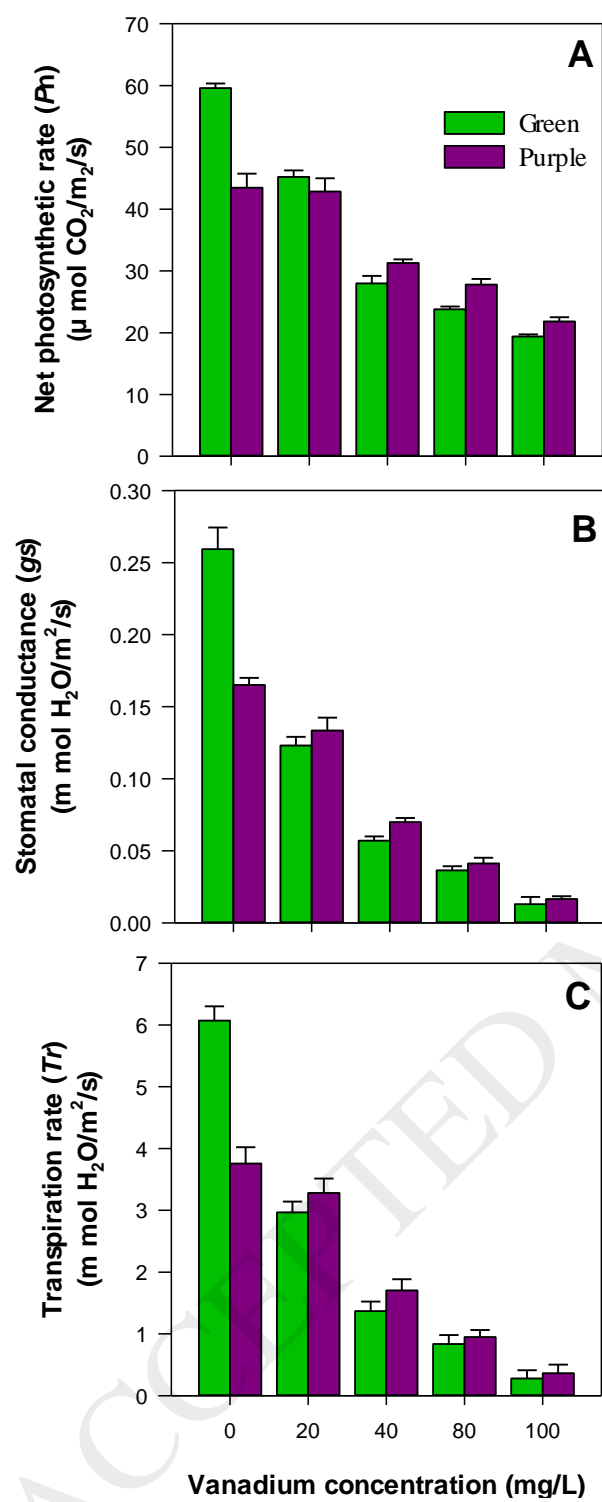 A
Net photosynthetic rate (Pn)
(µ mol CO₂/m₂/s)
70
60
50
40
30
20
10
0
Green
Purple
B
Stomatal conductance (gs)
(m mol H₂O/m²/s)
0.30
0.25
0.20
0.15
0.10
0.05
0.00
C
Transpiration rate (Tr)
(m mol H₂O/m²/s)
7
6
5
4
3
2
1
0
0 20 40 80 100
Vanadium concentration (mg/L)
ACCEPTED M